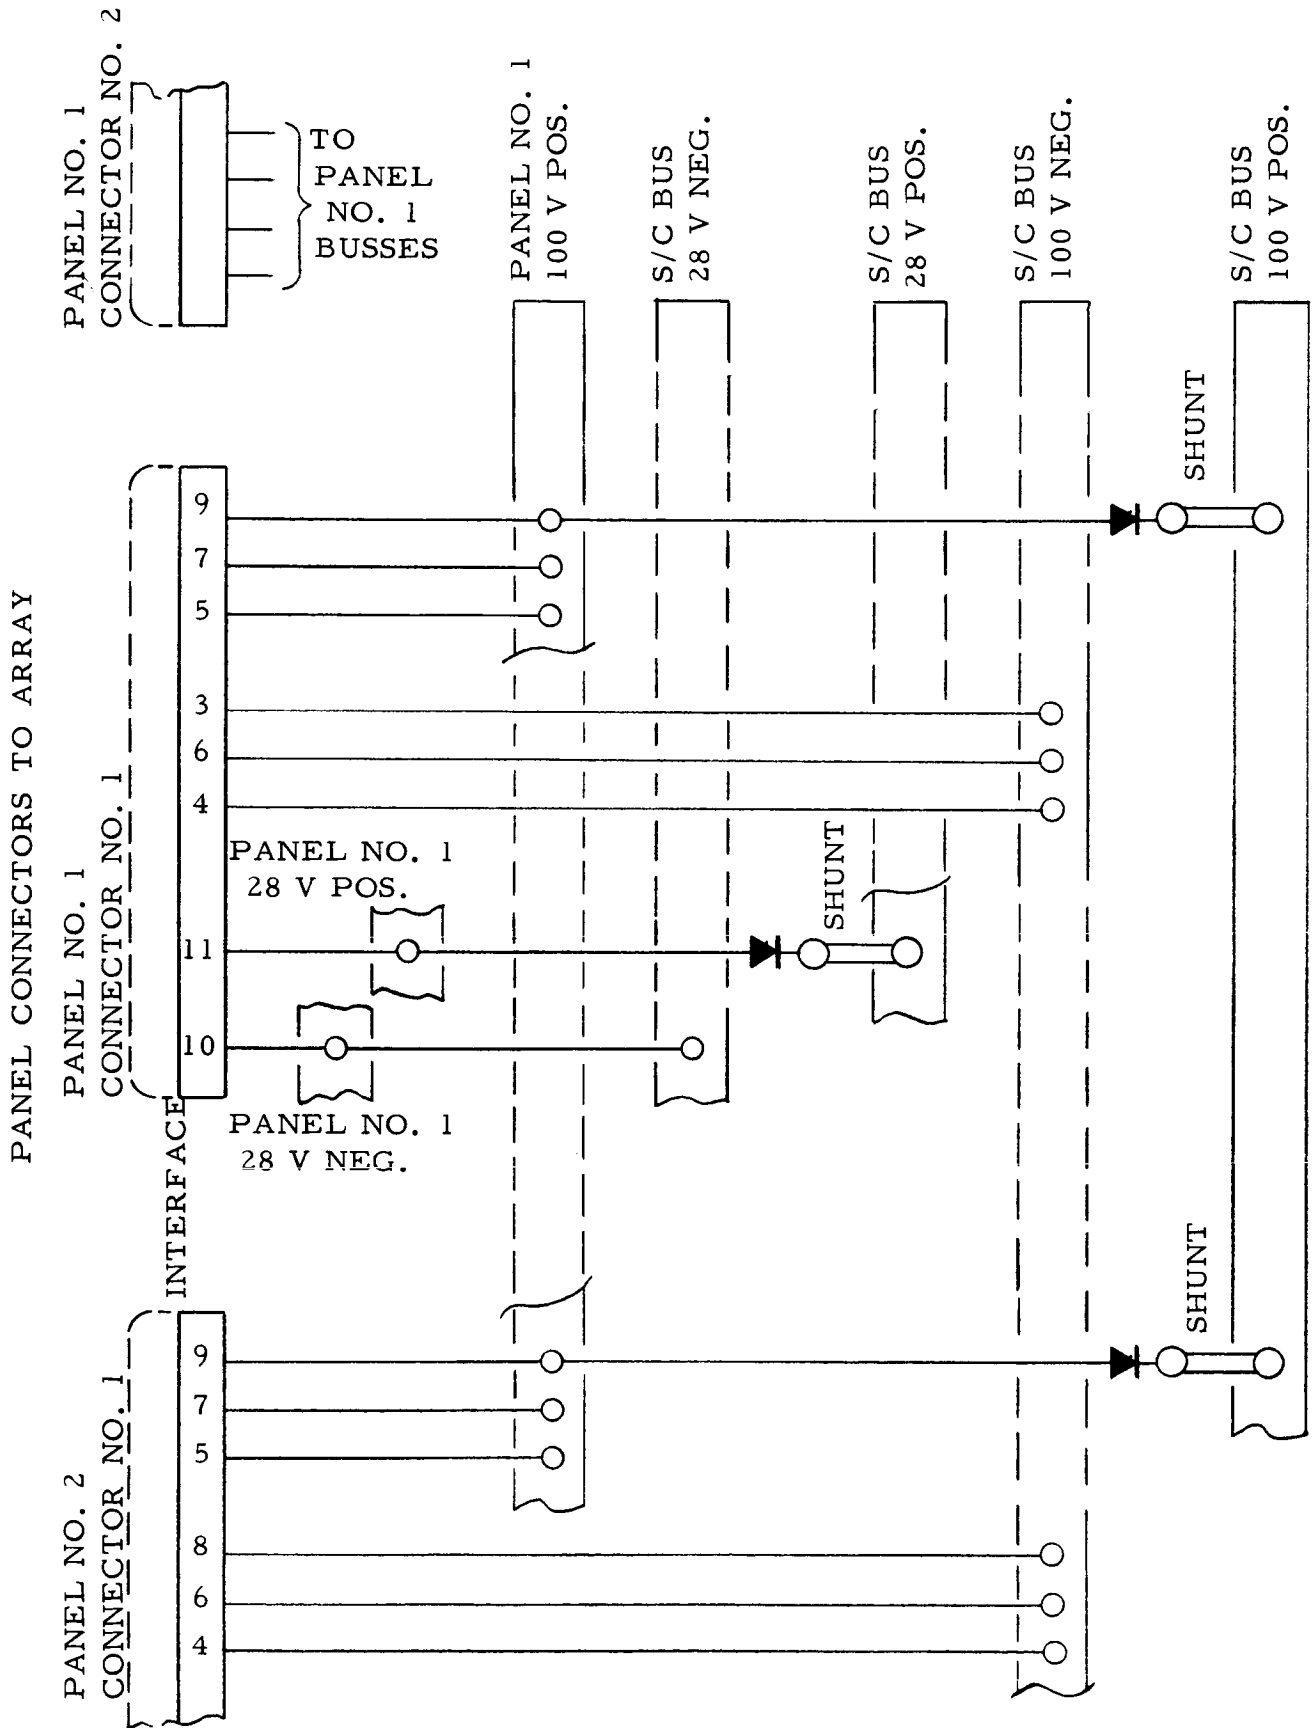 PANEL CONNECTORS TO ARRAY
PANEL NO. 1
CONNECTOR NO. 2
TO
PANEL
NO. 1
BUSSES
PANEL NO. 1
100 V POS.
S/C BUS
28 V NEG.
S/C BUS
28 V POS.
S/C BUS
100 V NEG.
S/C BUS
100 V POS.
PANEL NO. 1
CONNECTOR NO. 1
9
7
5
3
6
4
11
10
SHUNT
PANEL NO. 1
28 V POS.
SHUNT
PANEL NO. 1
28 V NEG.
INTERFACE
PANEL NO. 2
CONNECTOR NO. 1
9
7
5
8
6
4
SHUNT